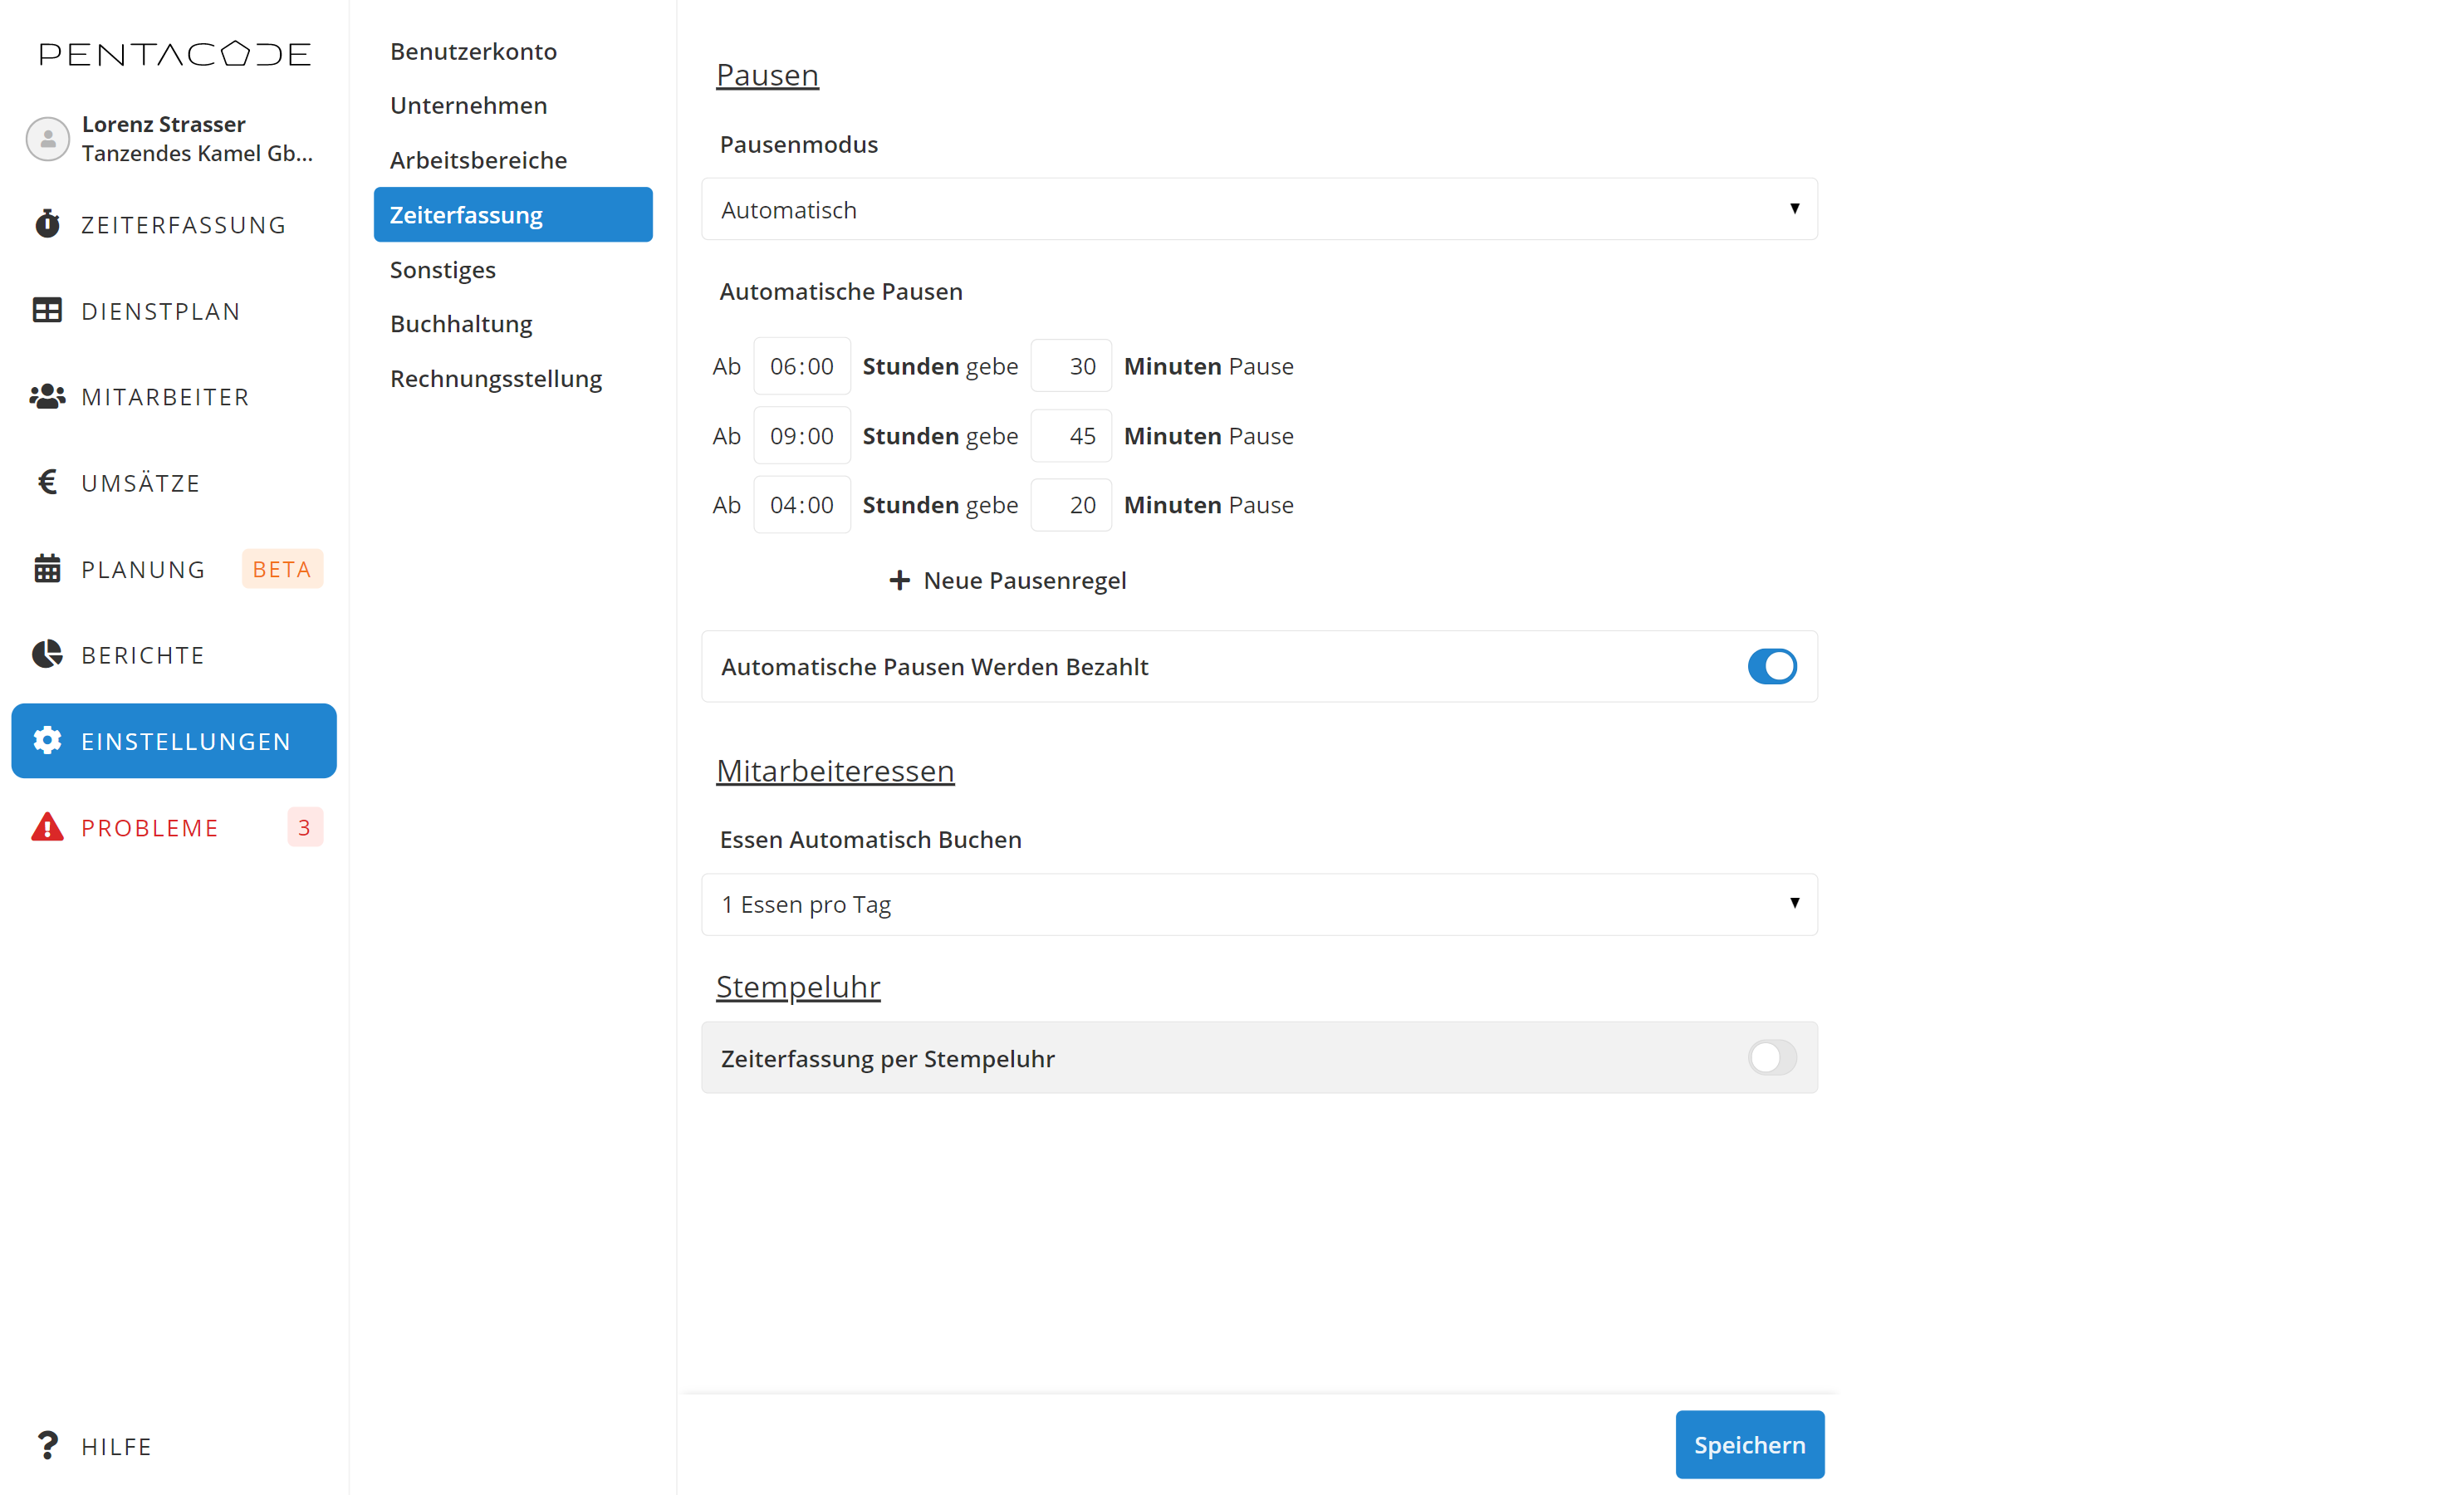 PENTACODE
Lorenz Strasser
Tanzendes Kamel Gb...
ZEITERFASSUNG
DIENSTPLAN
MITARBEITER
UMSÄTZE
PLANUNG BETA
BERICHTE
EINSTELLUNGEN
PROBLEME 3
HILFE
Benutzerkonto
Unternehmen
Arbeitsbereiche
Zeiterfassung
Sonstiges
Buchhaltung
Rechnungsstellung
Pausen
Pausenmodus
Automatisch
Automatische Pausen
Ab 06:00 Stunden gebe 30 Minuten Pause
Ab 09:00 Stunden gebe 45 Minuten Pause
Ab 04:00 Stunden gebe 20 Minuten Pause
Neue Pausenregel
Automatische Pausen Werden Bezahlt
Mitarbeiteressen
Essen Automatisch Buchen
1 Essen pro Tag
Stempeluhr
Zeiterfassung per Stempeluhr
Speichern